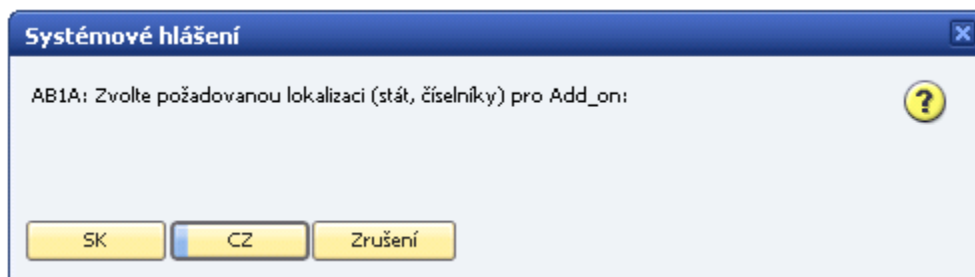 Systémové hlášení
AB1A: Zvolte požadovanou lokalizaci (stát, číselníky) pro Add_on:
?
SK CZ Zrušení